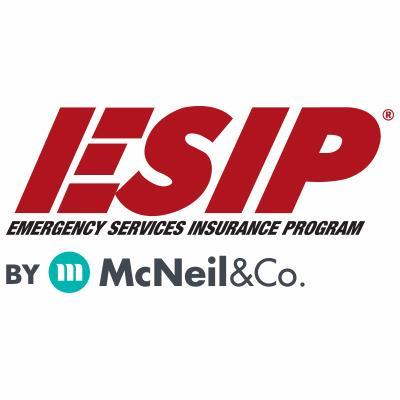 ESIP®
EMERGENCY SERVICES INSURANCE PROGRAM
BY m McNeil&Co.